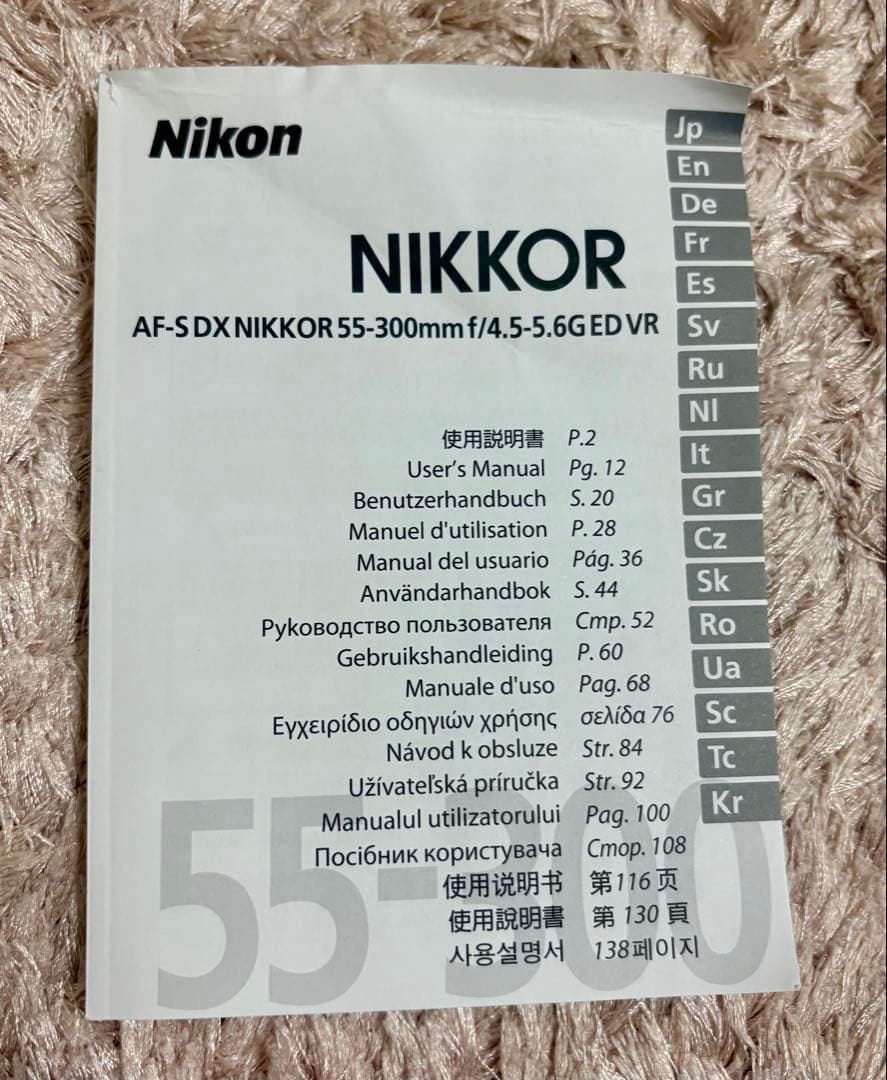 Nikon
NIKKOR
AF-S DX NIKKOR 55-300mm f/4.5-5.6G ED VR
使用説明書 P.2
User's Manual Pg. 12
Benutzerhandbuch S. 20
Manuel d'utilisation P. 28
Manual del usuario Pág. 36
Användarhandbok S. 44
Руководство пользователя Стр. 52
Gebruikshandleiding P. 60
Manuale d'uso Pag. 68
Εγχειρίδιο οδηγιών χρήσης σελίδα 76
Návod k obsluze Str. 84
Užívateľská príručka Str. 92
Manualul utilizatorului Pag. 100
Посібник користувача Стор. 108
使用说明书 第116页
使用說明書 第 130 頁
사용설명서 138페이지
55-300
Jp
En
De
Fr
Es
Sv
Ru
Nl
It
Gr
Cz
Sk
Ro
Ua
Sc
Tc
Kr